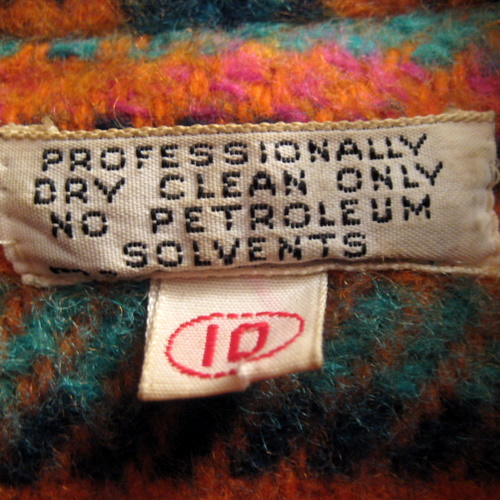 PROFESSIONALLY
DRY CLEAN ONLY
NO PETROLEUM
SOLVENTS
10